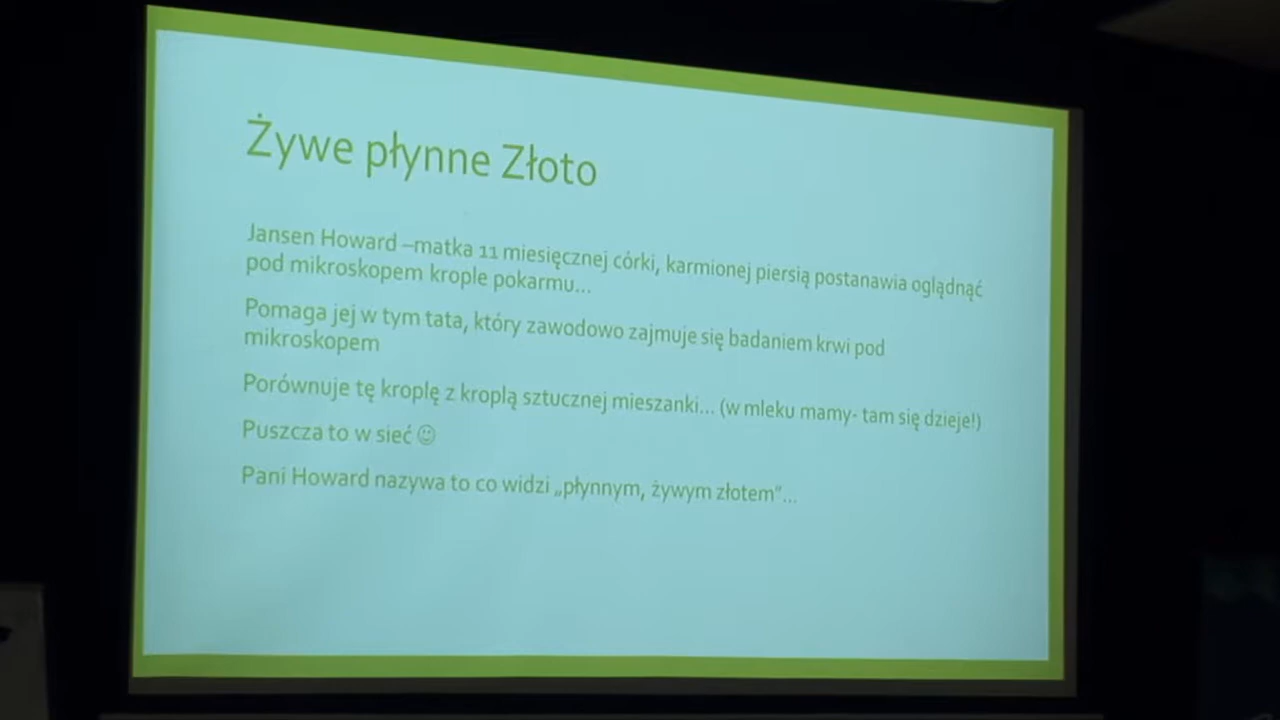 Żywe płynne Złoto
Jansen Howard –matka 11 miesięcznej córki, karmionej piersią postanawia oglądnąć
pod mikroskopem krople pokarmu...
Pomaga jej w tym tata, który zawodowo zajmuje się badaniem krwi pod
mikroskopem
Porównuje tę kroplę z kroplą sztucznej mieszanki... (w mleku mamy- tam się dzieje!)
Puszcza to w sieć ☺
Pani Howard nazywa to co widzi „płynnym, żywym złotem”...